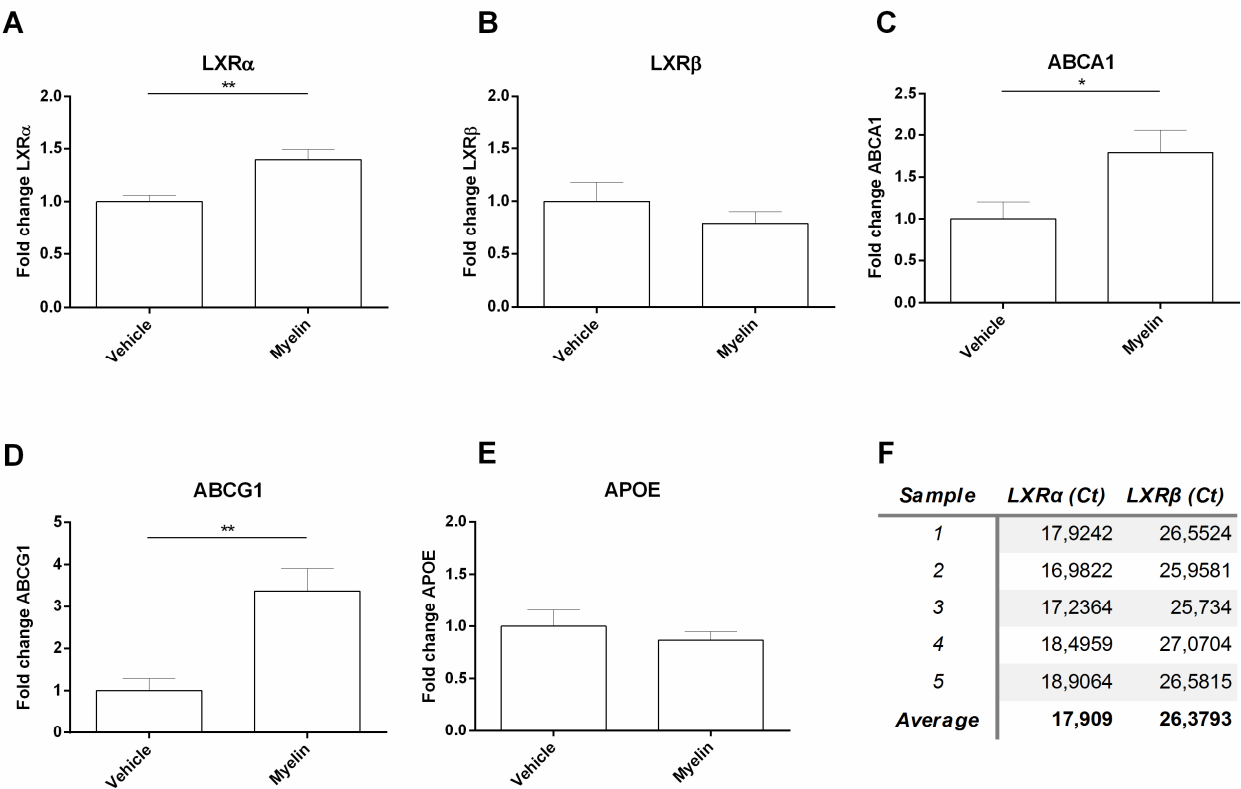 A
LXRα
**
Fold change LXRα
2.0
1.5
1.0
0.5
0.0
Vehicle
Myelin
B
LXRβ
Fold change LXRβ
2.0
1.5
1.0
0.5
0.0
Vehicle
Myelin
C
ABCA1
*
Fold change ABCA1
2.5
2.0
1.5
1.0
0.5
0.0
Vehicle
Myelin
D
ABCG1
**
Fold change ABCG1
5
4
3
2
1
0
Vehicle
Myelin
E
APOE
Fold change APOE
2.0
1.5
1.0
0.5
0.0
Vehicle
Myelin
F
Sample LXRα (Ct) LXRβ (Ct)
1 17,9242 26,5524
2 16,9822 25,9581
3 17,2364 25,734
4 18,4959 27,0704
5 18,9064 26,5815
Average 17,909 26,3793